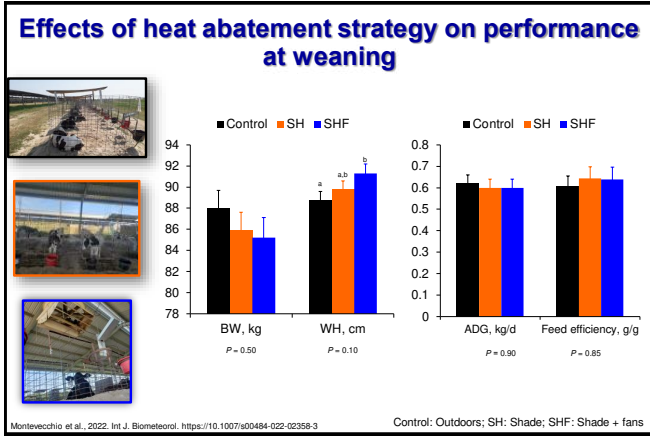 Effects of heat abatement strategy on performance
at weaning
Control SH SHF
94
92
90
88
86
84
82
80
78
a
a,b
b
BW, kg
WH, cm
P = 0.50
P = 0.10
Control SH SHF
0.8
0.7
0.6
0.5
0.4
0.3
0.2
0.1
0
ADG, kg/d
Feed efficiency, g/g
P = 0.90
P = 0.85
Montevecchio et al., 2022. Int J. Biometeorol. https://10.1007/s00484-022-02358-3
Control: Outdoors; SH: Shade; SHF: Shade + fans